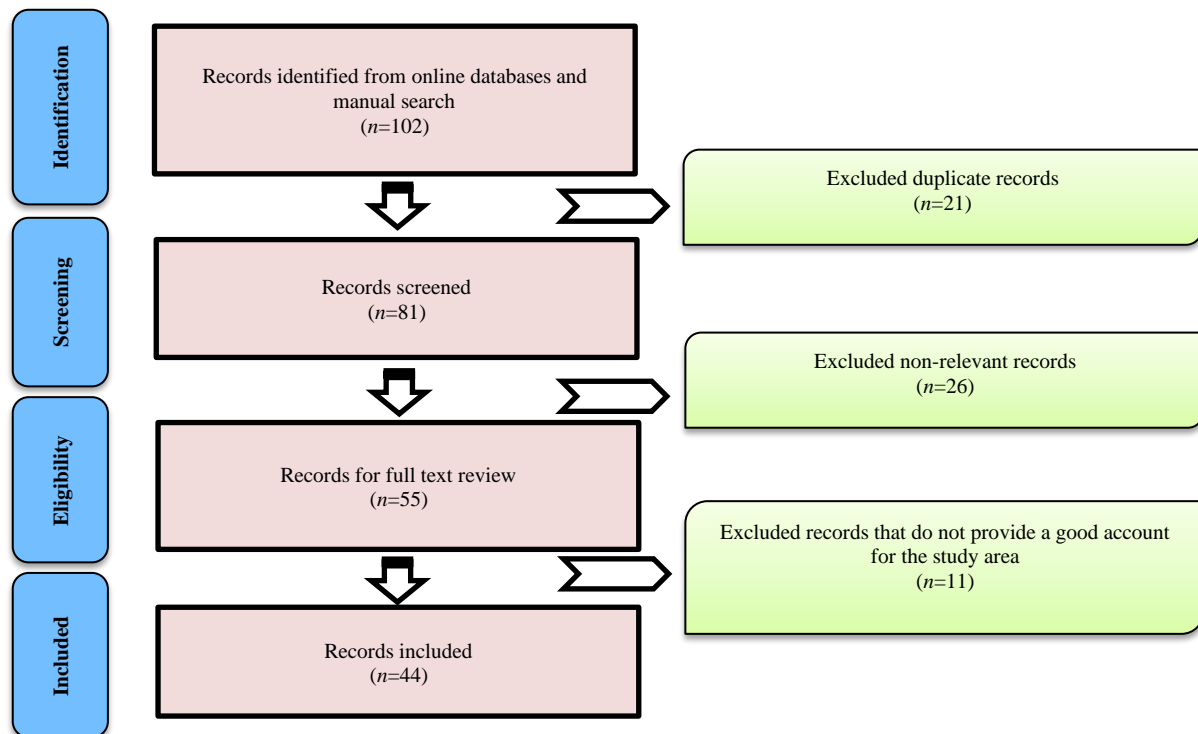 Identification
Records identified from online databases and
manual search
(n=102)
Excluded duplicate records
(n=21)
Screening
Records screened
(n=81)
Excluded non-relevant records
(n=26)
Eligibility
Records for full text review
(n=55)
Excluded records that do not provide a good account
for the study area
(n=11)
Included
Records included
(n=44)